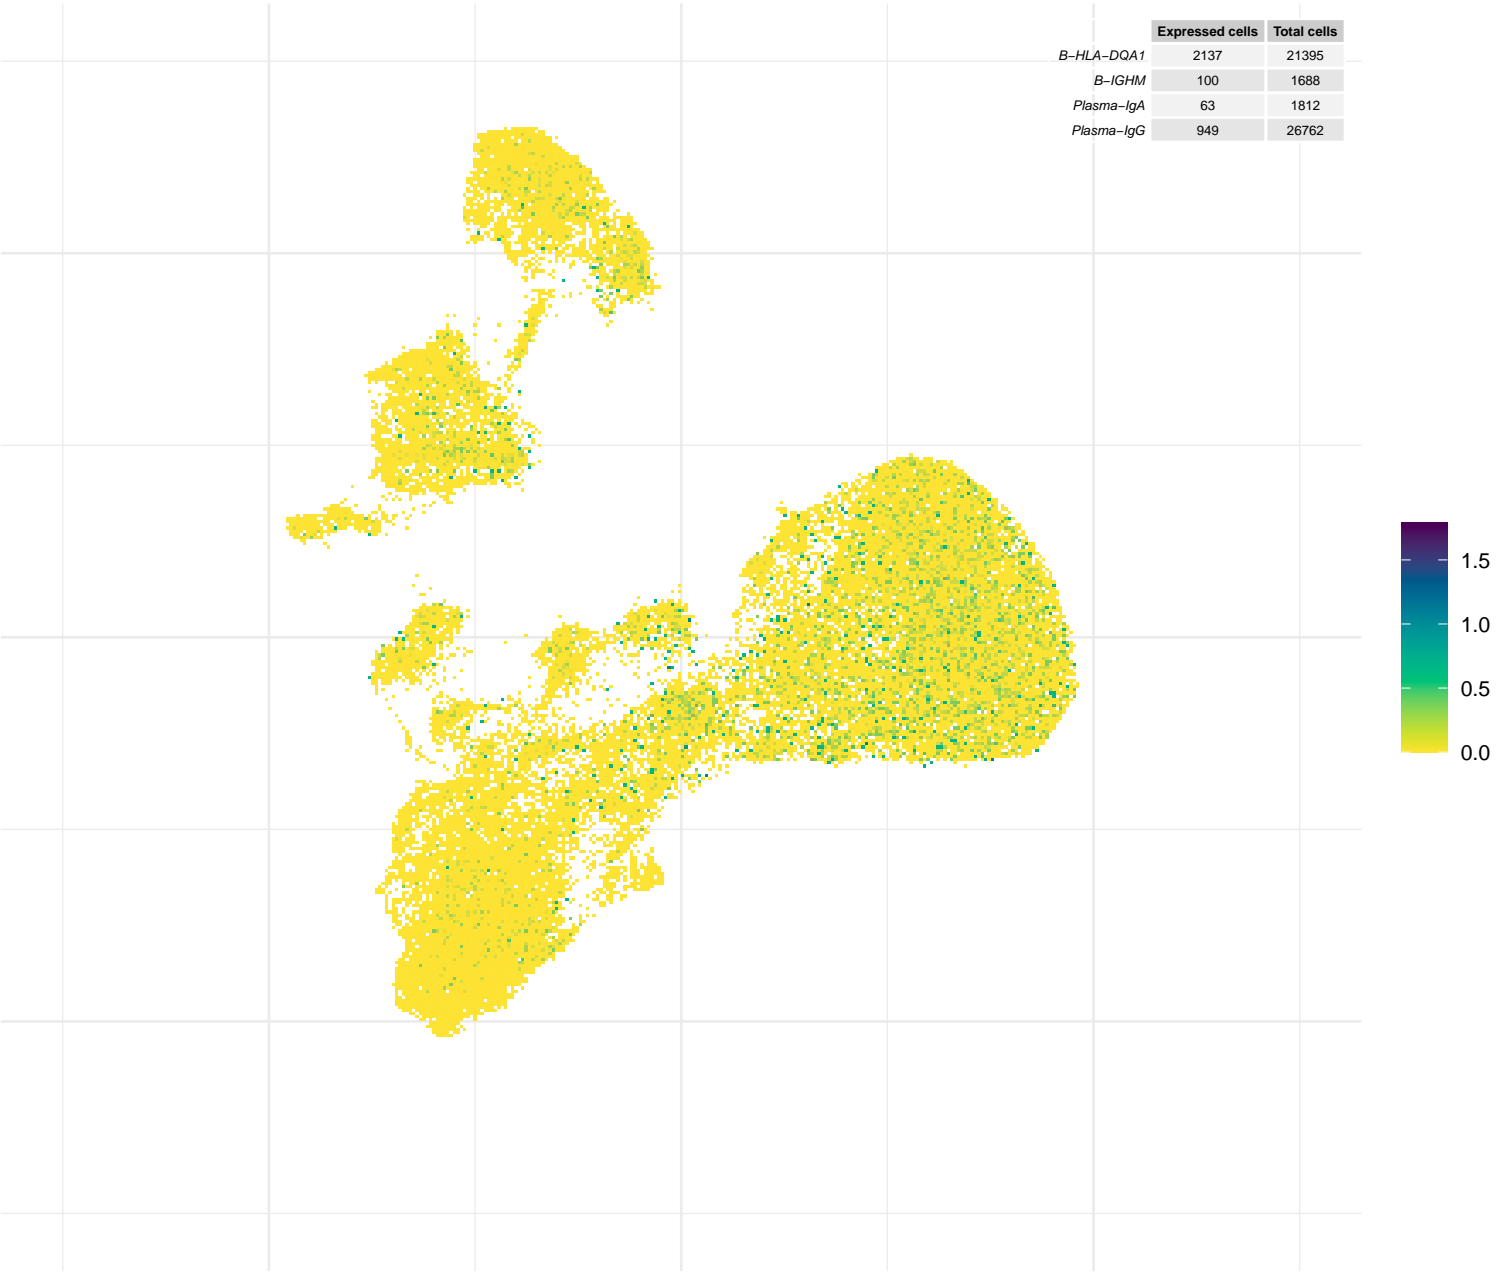 Expressed cells Total cells
B–HLA–DQA1 2137 21395
B–IGHM 100 1688
Plasma–IgA 63 1812
Plasma–IgG 949 26762
1.5
1.0
0.5
0.0